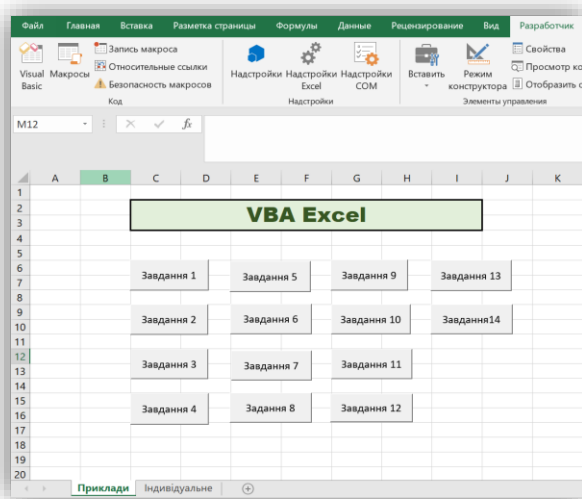 Файл Главная Вставка Разметка страницы Формулы Данные Рецензирование Вид Разработчик
Visual Basic
Макросы
Запись макроса
Относительные ссылки
Безопасность макросов
Код
Надстройки
Надстройки Excel
Надстройки COM
Надстройки
Вставить
Режим конструктора
Свойства
Просмотр ко
Отобразить о
Элементы управления
M12 fx
A B C D E F G H I J K
1
2
3
4
5
6
7
8
9
10
11
12
13
14
15
16
17
18
19
20
VBA Excel
Завдання 1 Завдання 5 Завдання 9 Завдання 13
Завдання 2 Завдання 6 Завдання 10 Завдання14
Завдання 3 Завдання 7 Завдання 11
Завдання 4 Задання 8 Завдання 12
Приклади Індивідуальне